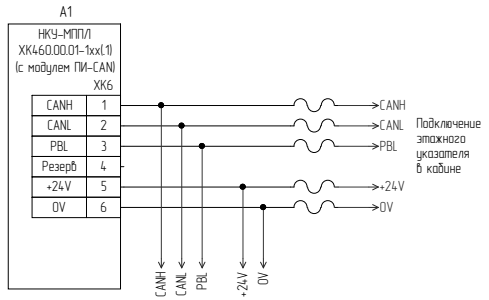 A1
НКУ-МППЛ
ХК460.00.01-1хх(.1)
(с модулем ПИ-CAN)
ХК6
CANH 1
CANL 2
PBL 3
Резерв 4
+24V 5
0V 6
CANH
CANL
PBL
+24V
0V
Подключение
этажного
указателя
в кабине
CANH
CANL
PBL
+24V
0V